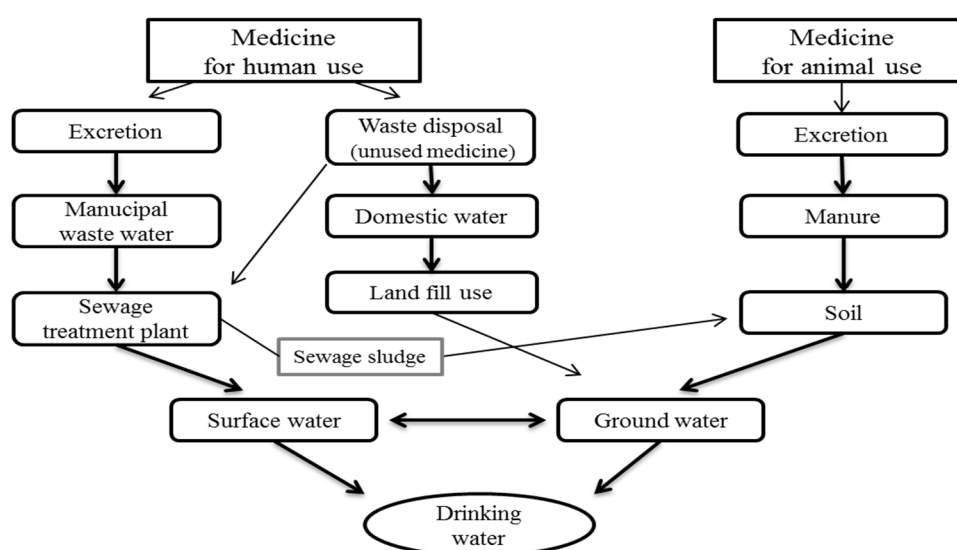 Medicine
for human use
Medicine
for animal use
Excretion
Waste disposal
(unused medicine)
Excretion
Manucipal
waste water
Domestic water
Manure
Sewage
treatment plant
Land fill use
Soil
Sewage sludge
Surface water
Ground water
Drinking
water